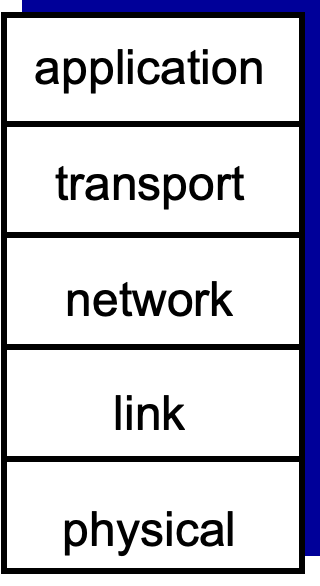 application
transport
network
link
physical